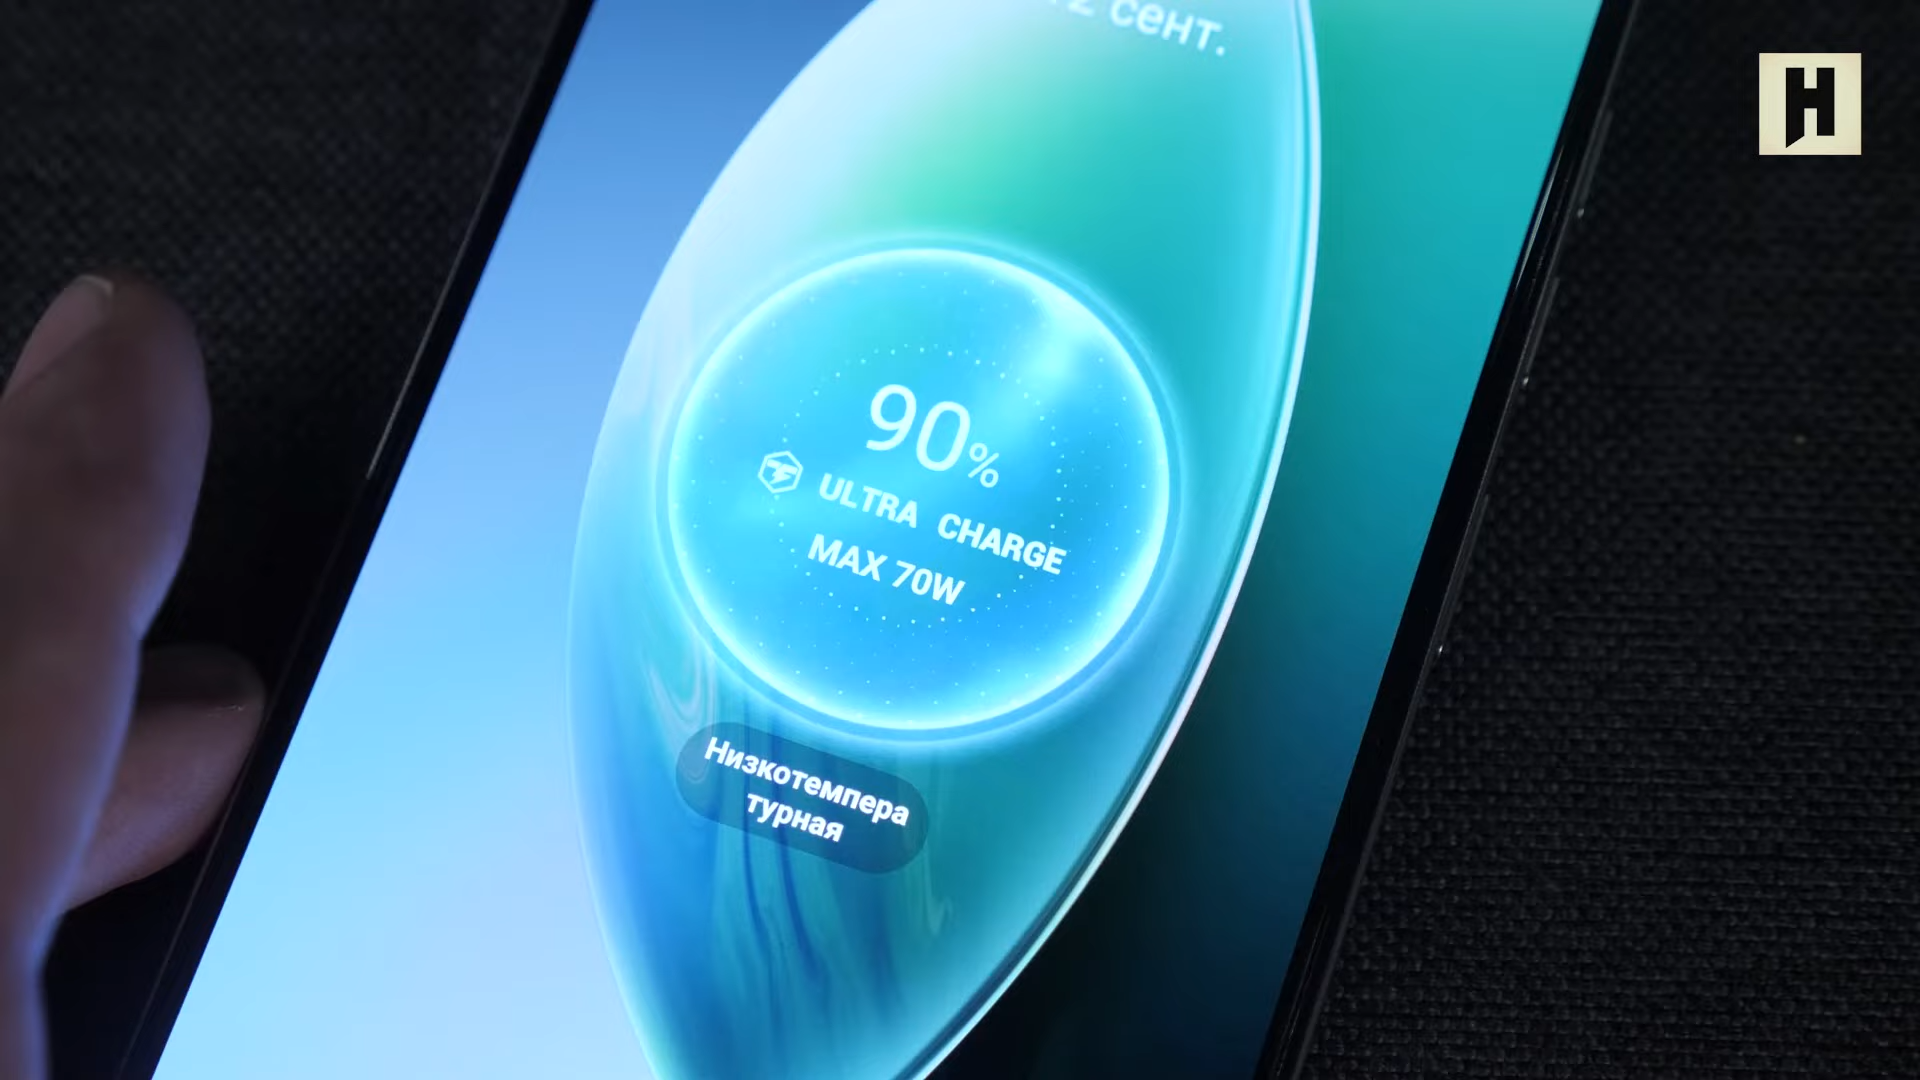 сент.
90%
ULTRA CHARGE
MAX 70W
Низкотемпера
турная
H